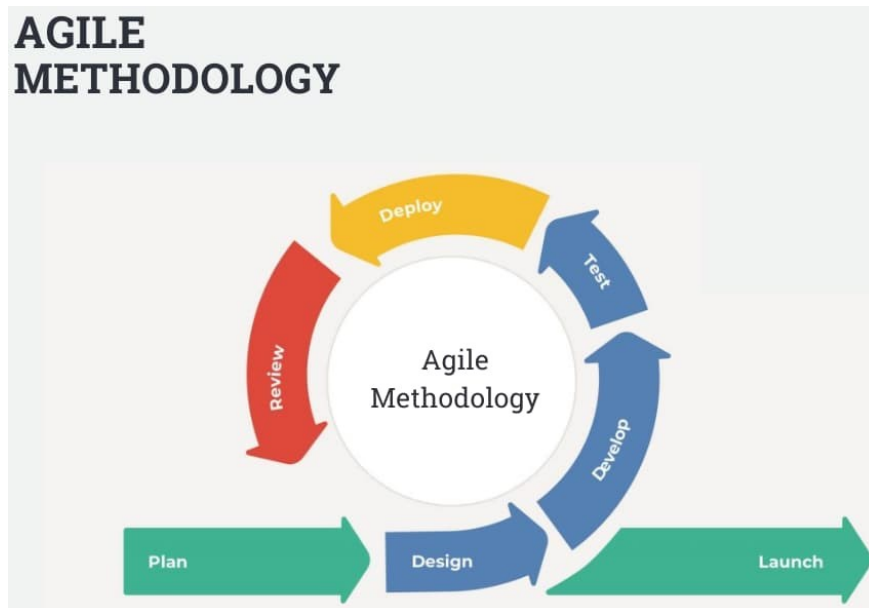 AGILE
METHODOLOGY
Deploy
Test
Review
Agile
Methodology
Develop
Plan
Design
Launch